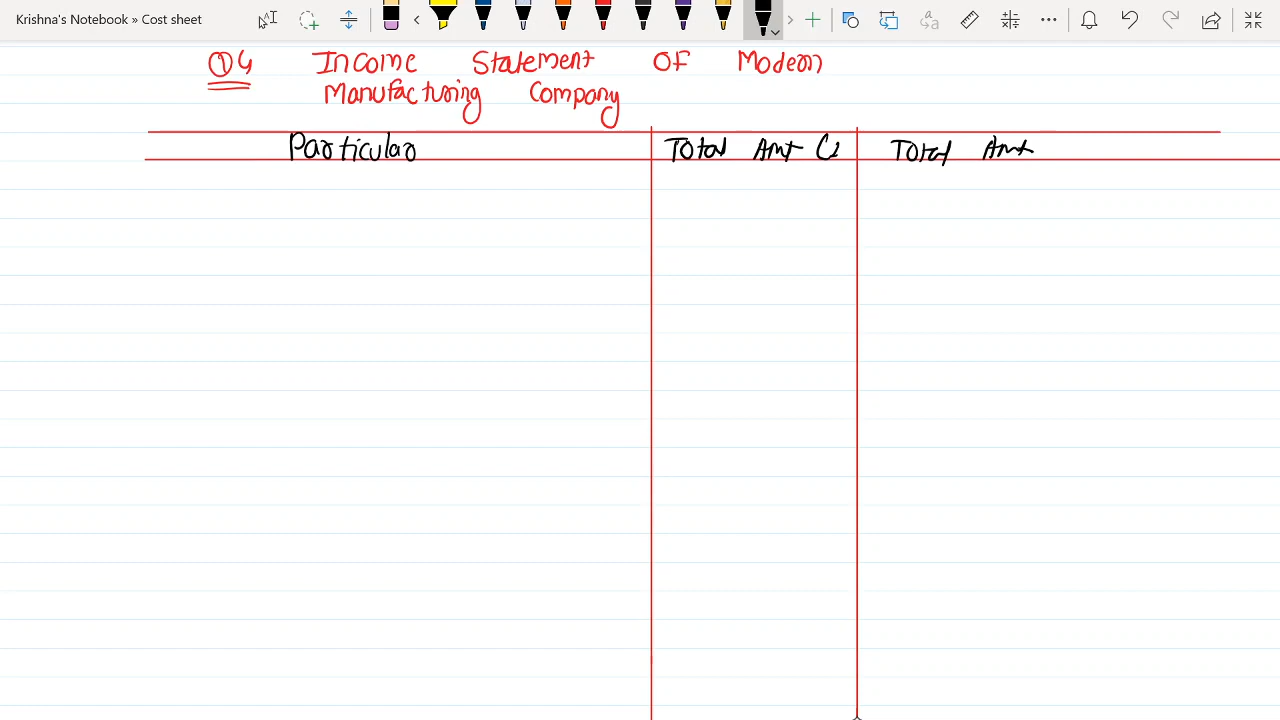 Krishna's Notebook » Cost sheet
Q4 Income Statement OF Modern
Manufacturing Company
Particular Total Amt Total Amt